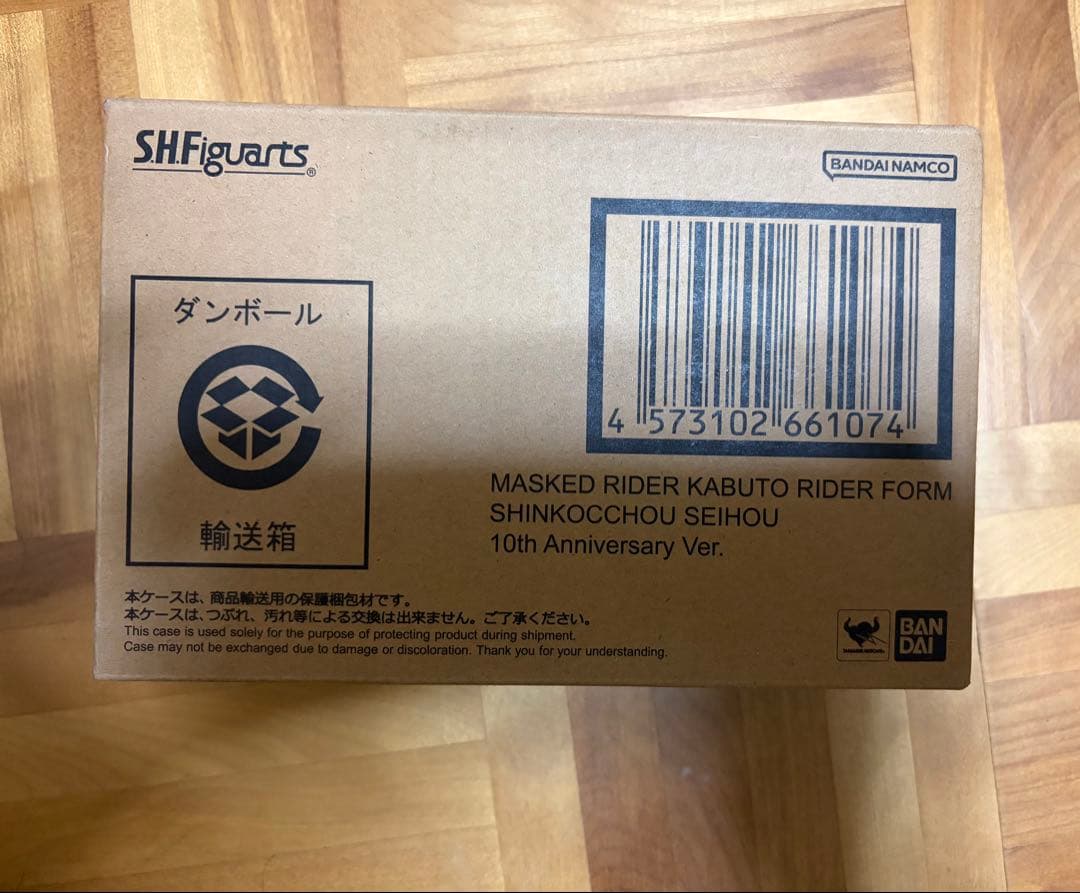 S.H.Figuarts®
BANDAI NAMCO
ダンボール
輸送箱
4 573102 661074
MASKED RIDER KABUTO RIDER FORM
SHINKOCCHOU SEIHOU
10th Anniversary Ver.
本ケースは、商品輸送用の保護梱包材です。
本ケースは、つぶれ、汚れ等による交換は出来ません。ご了承ください。
This case is used solely for the purpose of protecting product during shipment.
Case may not be exchanged due to damage or discoloration. Thank you for your understanding.
BAN
DAI